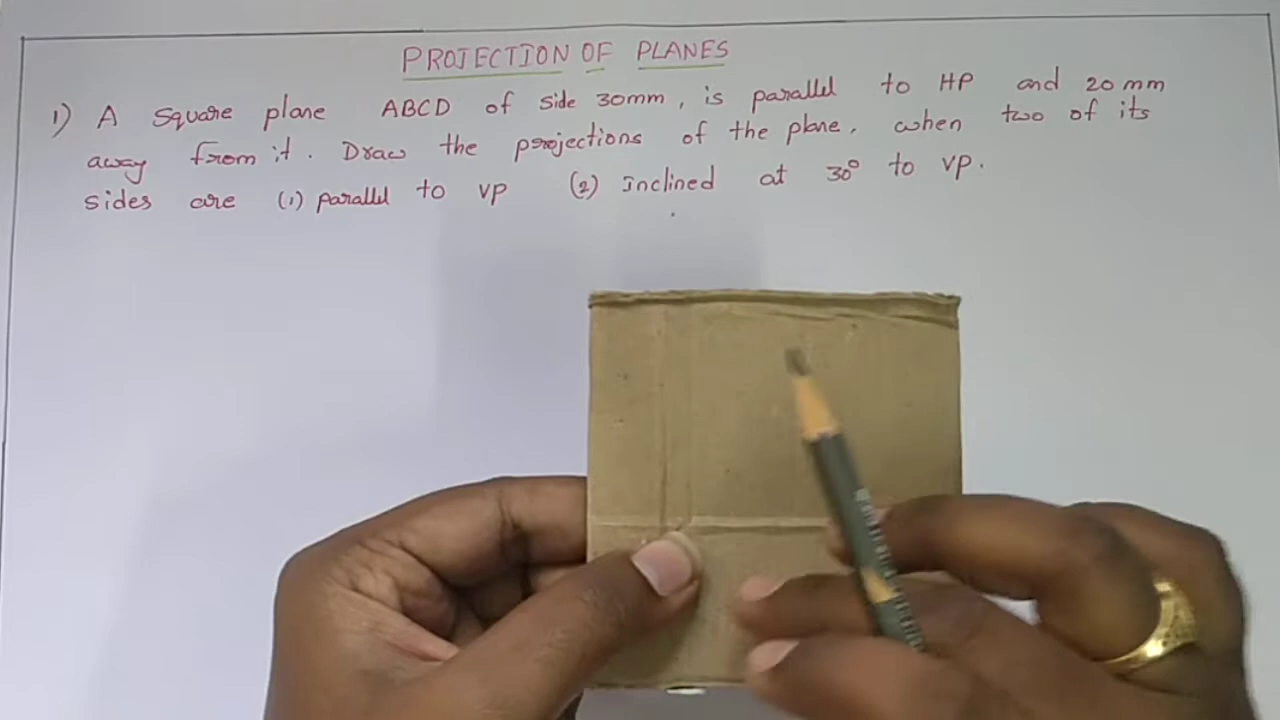 PROJECTION OF PLANES
1) A square plane ABCD of side 30mm, is parallel to HP and 20 mm
away from it. Draw the projections of the plane, when two of its
sides are (1) parallel to VP (2) Inclined at 30° to VP.